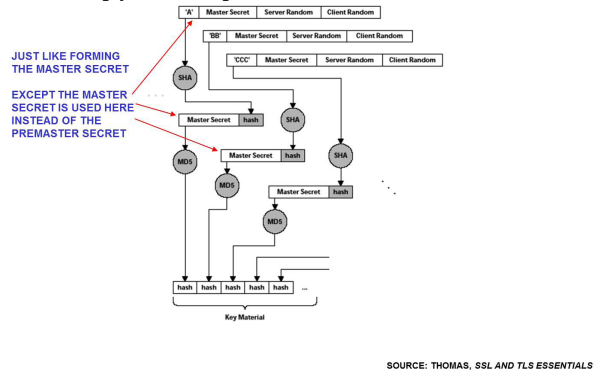 'A' Master Secret Server Random Client Random
'BB' Master Secret Server Random Client Random
'CCC' Master Secret Server Random Client Random
JUST LIKE FORMING
THE MASTER SECRET
SHA
EXCEPT THE MASTER
SECRET IS USED HERE
INSTEAD OF THE
PREMASTER SECRET
Master Secret hash
SHA
Master Secret hash
SHA
MD5
MD5
Master Secret hash
MD5
hash hash hash hash hash ...
Key Material
SOURCE: THOMAS, SSL AND TLS ESSENTIALS